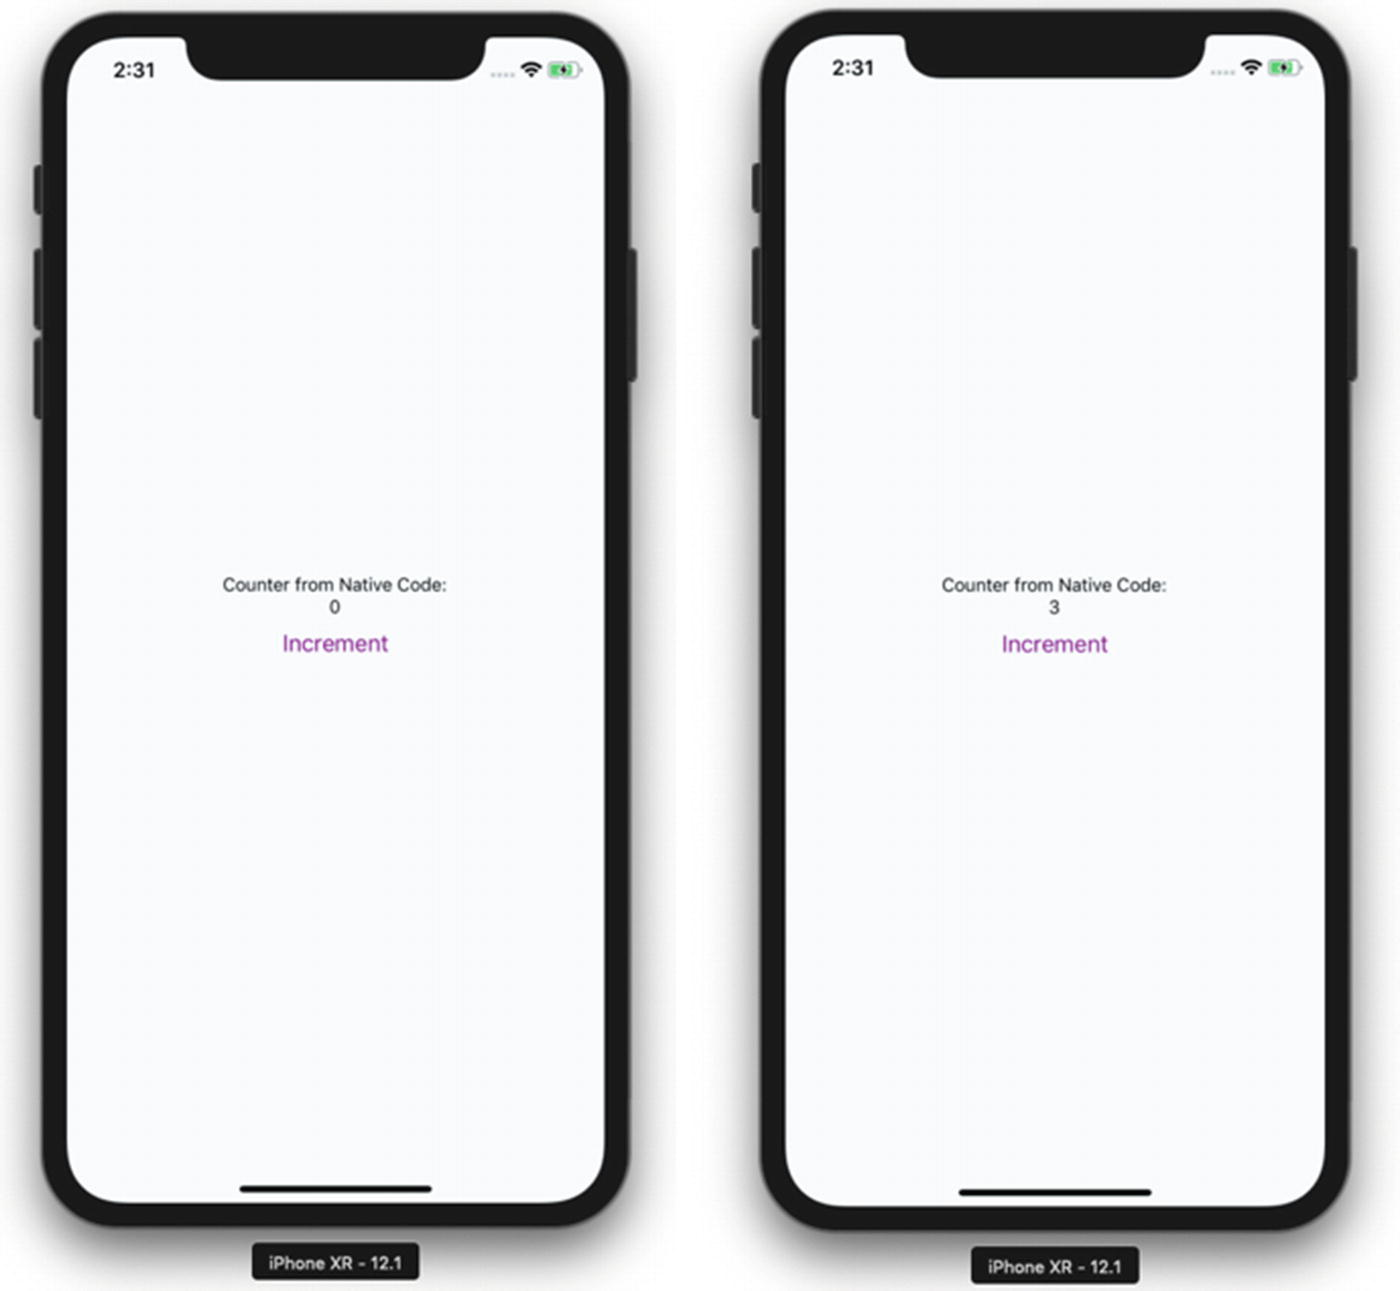 2:31
Counter from Native Code:
0
Increment
iPhone XR - 12.1
2:31
Counter from Native Code:
3
Increment
iPhone XR - 12.1